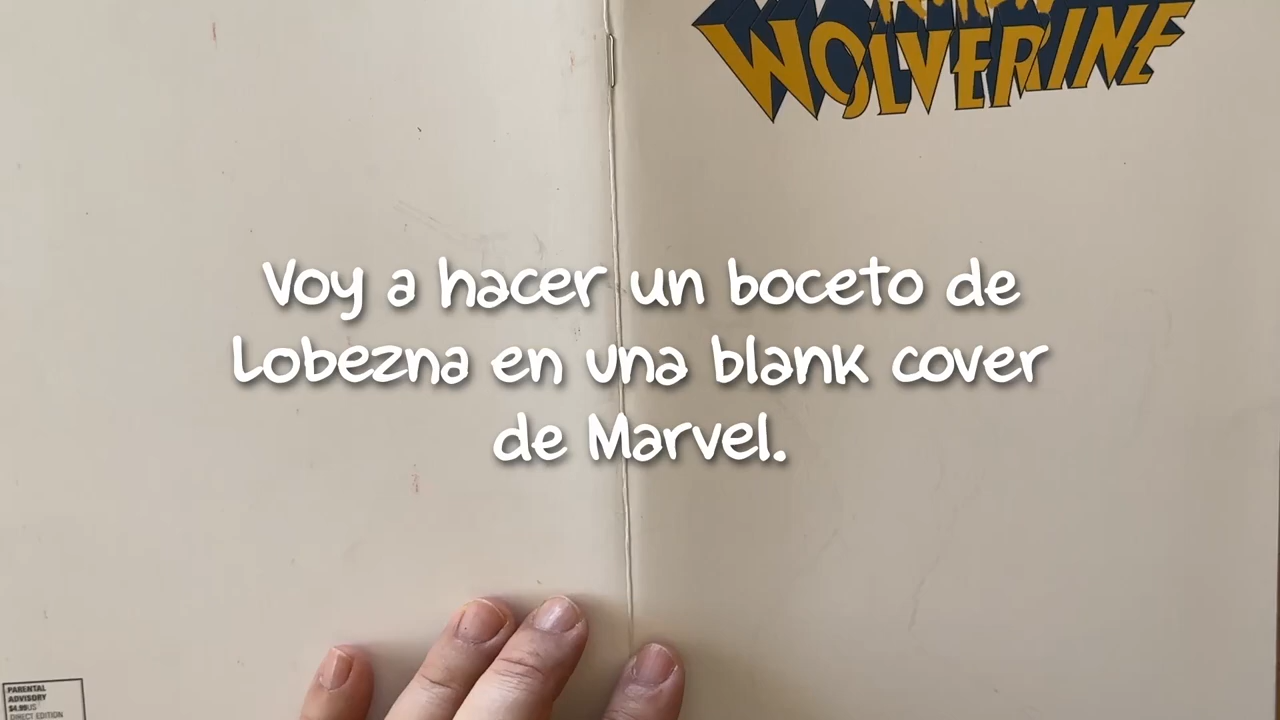 WOLVERINE
Voy a hacer un boceto de
Lobezna en una blank cover
de Marvel.
PARENTAL
ADVISORY
$4.99US
DIRECT EDITION